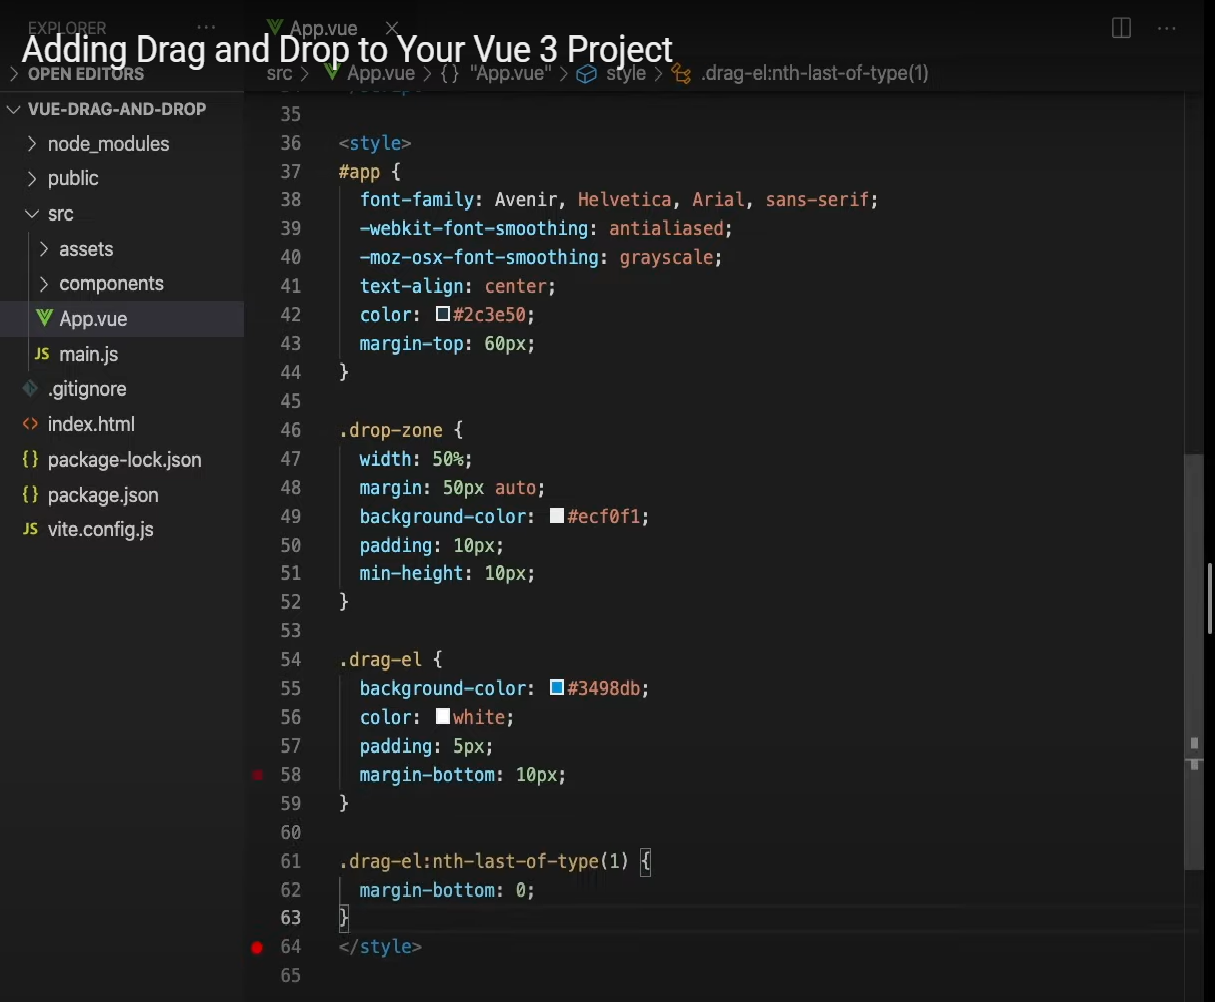 EXPLORER ···
App.vue
Adding Drag and Drop to Your Vue 3 Project
OPEN EDITORS
src > App.vue > {} "App.vue" > style > .drag-el:nth-last-of-type(1)
VUE-DRAG-AND-DROP
node_modules
public
src
assets
components
App.vue
JS main.js
.gitignore
<> index.html
{} package-lock.json
{} package.json
JS vite.config.js
35
36 <style>
37 #app {
38 font-family: Avenir, Helvetica, Arial, sans-serif;
39 -webkit-font-smoothing: antialiased;
40 -moz-osx-font-smoothing: grayscale;
41 text-align: center;
42 color: #2c3e50;
43 margin-top: 60px;
44 }
45
46 .drop-zone {
47 width: 50%;
48 margin: 50px auto;
49 background-color: #ecf0f1;
50 padding: 10px;
51 min-height: 10px;
52 }
53
54 .drag-el {
55 background-color: #3498db;
56 color: white;
57 padding: 5px;
58 margin-bottom: 10px;
59 }
60
61 .drag-el:nth-last-of-type(1) {
62 margin-bottom: 0;
63 }
64 </style>
65